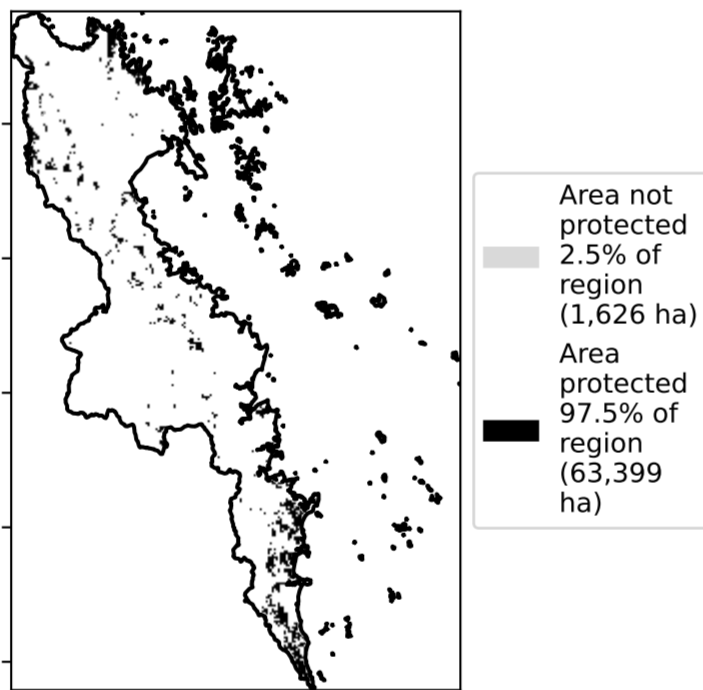 Area not
protected
2.5% of
region
(1,626 ha)
Area
protected
97.5% of
region
(63,399
ha)